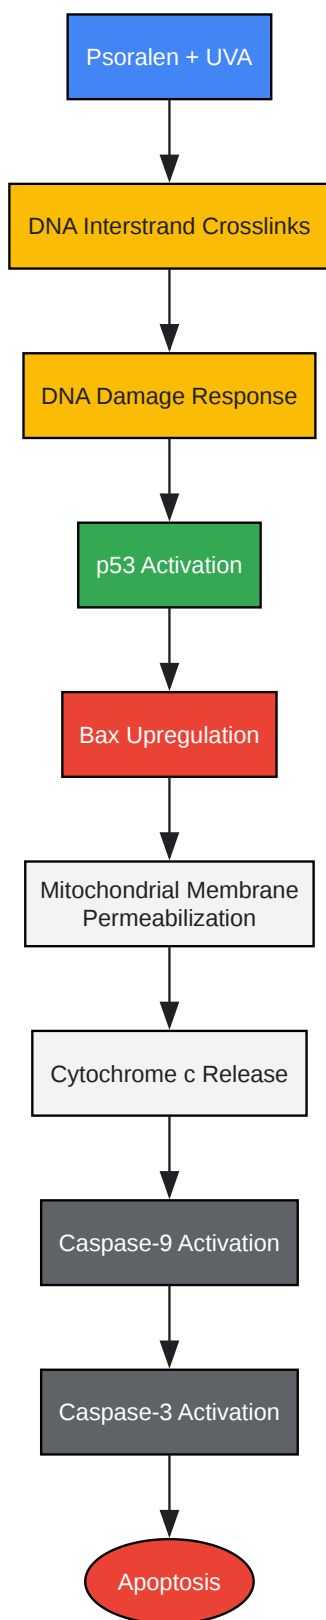 Psoralen + UVA
DNA Interstrand Crosslinks
DNA Damage Response
p53 Activation
Bax Upregulation
Mitochondrial Membrane
Permeabilization
Cytochrome c Release
Caspase-9 Activation
Caspase-3 Activation
Apoptosis